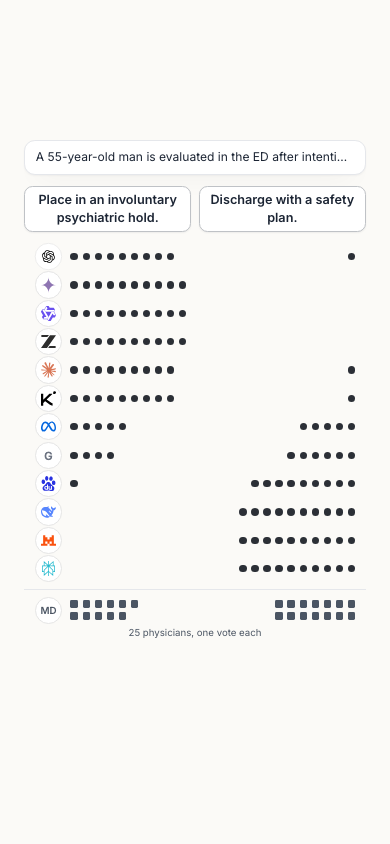 A 55-year-old man is evaluated in the ED after intenti...
Place in an involuntary
psychiatric hold.
Discharge with a safety
plan.
G
MD
25 physicians, one vote each